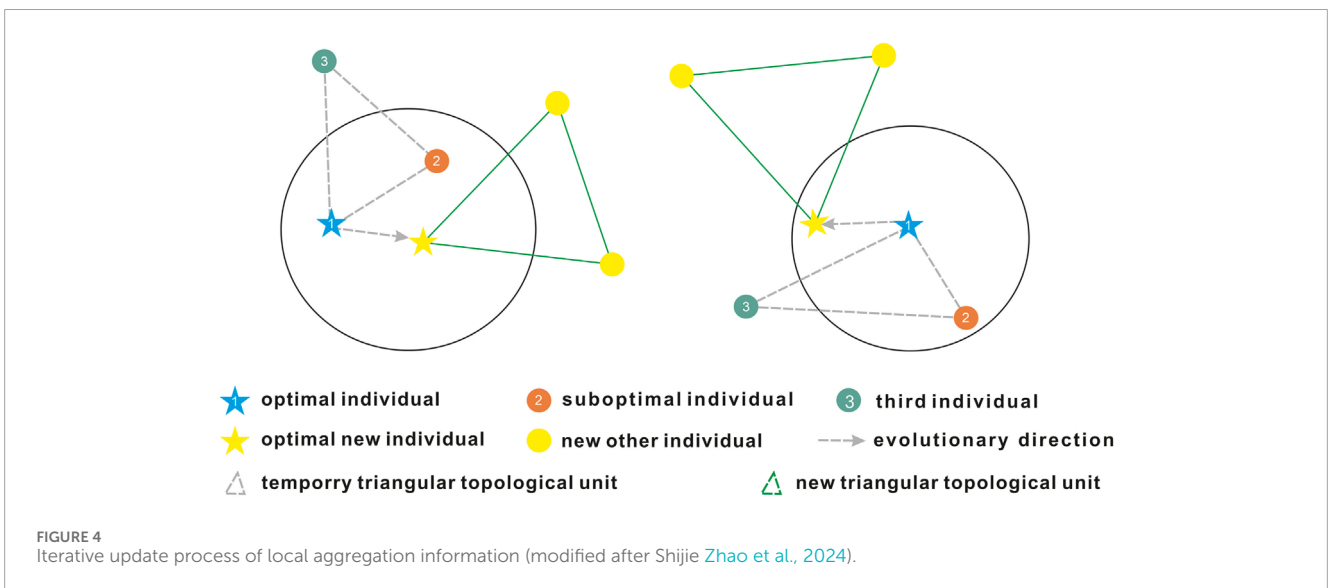 3
2
1
1
3
2
1 optimal individual 2 suboptimal individual 3 third individual
optimal new individual new other individual evolutionary direction
temporry triangular topological unit new triangular topological unit
FIGURE 4
Iterative update process of local aggregation information (modified after Shijie Zhao et al., 2024).